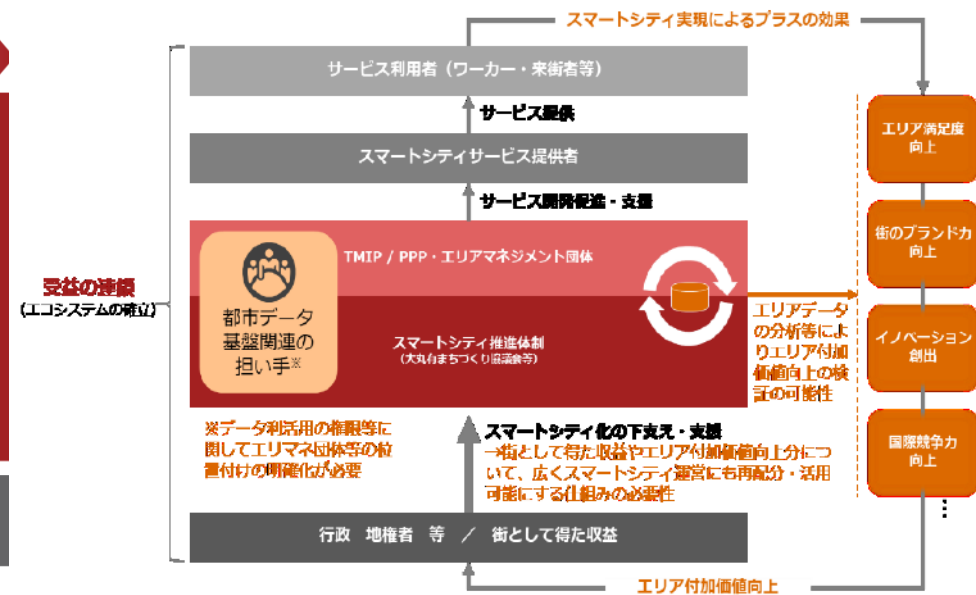 スマートシティ実現によるプラスの効果
サービス利用者（ワーカー・来街者等）
サービス提供
スマートシティサービス提供者
サービス開発促進・支援
TMIP / PPP・エリアマネジメント団体
都市データ
基盤関連の
担い手※
スマートシティ推進体制
(大丸有まちづくり協議会等)
受益の連鎖
(エコシステムの確立)
エリアデータ
の分析等によ
りエリア付加
価値向上の検
証の可能性
エリア満足度
向上
街のブランド力
向上
イノベーション
創出
国際競争力
向上
⋮
※データ利活用の権限等に
関してエリマネ団体等の位
置付けの明確化が必要
スマートシティ化の下支え・支援
→街として得た収益やエリア付加価値向上分につ
いて、広くスマートシティ運営にも再配分・活用
可能にする仕組みの必要性
行政　地権者　等　／　街として得た収益
エリア付加価値向上